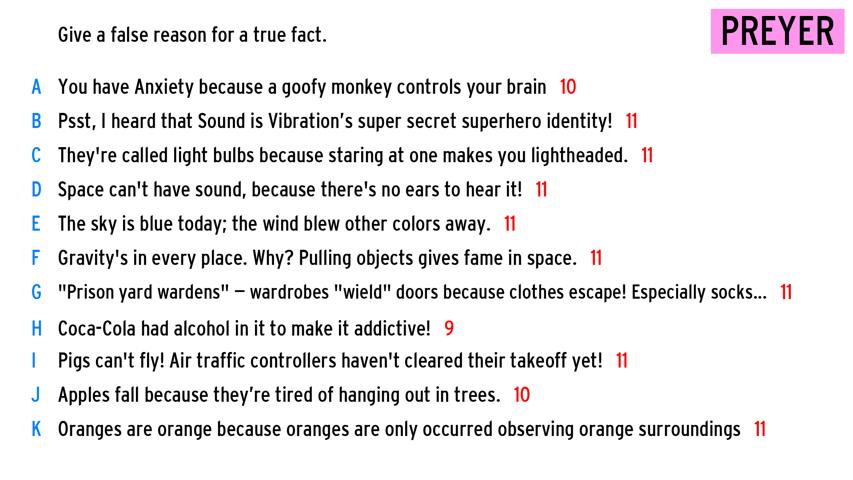 Give a false reason for a true fact.
PREYER
A You have Anxiety because a goofy monkey controls your brain 10
B Psst, I heard that Sound is Vibration’s super secret superhero identity! 11
C They're called light bulbs because staring at one makes you lightheaded. 11
D Space can't have sound, because there's no ears to hear it! 11
E The sky is blue today; the wind blew other colors away. 11
F Gravity's in every place. Why? Pulling objects gives fame in space. 11
G "Prison yard wardens" – wardrobes "wield" doors because clothes escape! Especially socks... 11
H Coca-Cola had alcohol in it to make it addictive! 9
I Pigs can't fly! Air traffic controllers haven't cleared their takeoff yet! 11
J Apples fall because they’re tired of hanging out in trees. 10
K Oranges are orange because oranges are only occurred observing orange surroundings 11